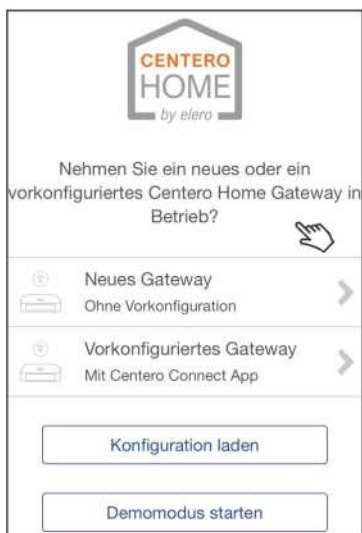 CENTERO
HOME
by elero
Nehmen Sie ein neues oder ein
vorkonfiguriertes Centero Home Gateway in
Betrieb?
Neues Gateway
Ohne Vorkonfiguration
Vorkonfiguriertes Gateway
Mit Centero Connect App
Konfiguration laden
Demomodus starten